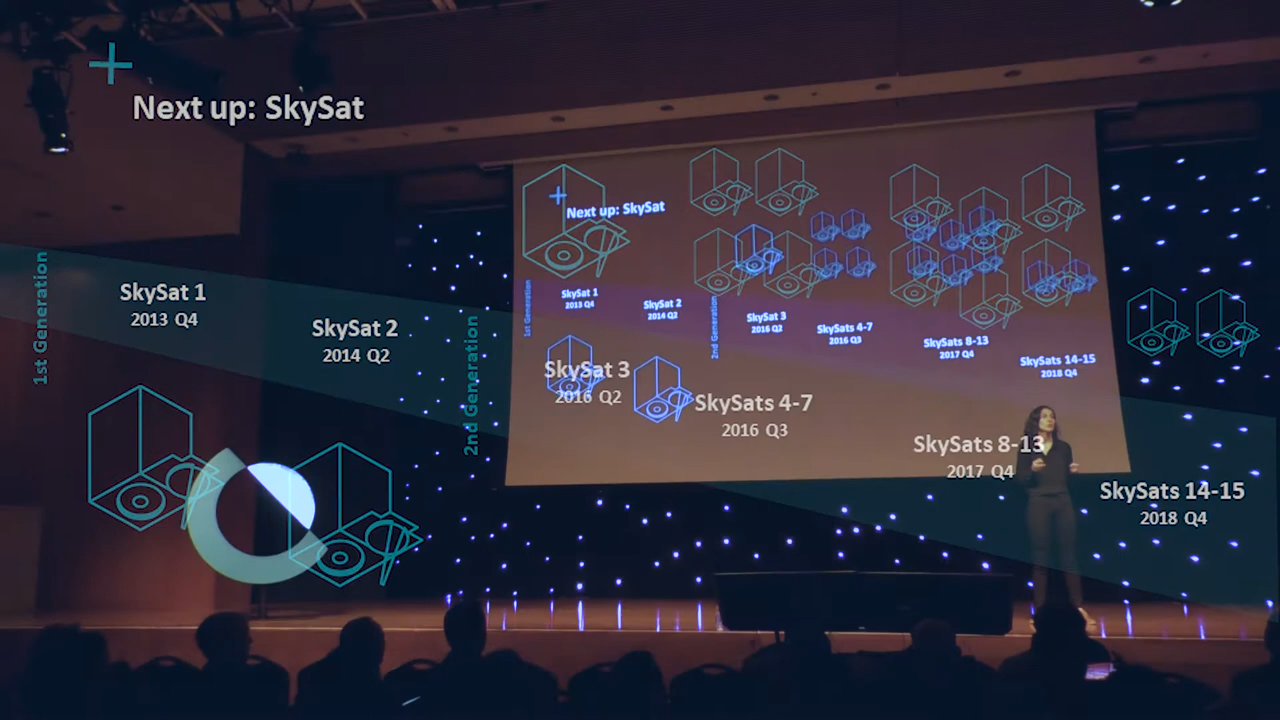 Next up: SkySat
1st Generation
SkySat 1
2013 Q4
SkySat 2
2014 Q2
2nd Generation
SkySat 3
2016 Q2
SkySats 4-7
2016 Q3
SkySats 8-13
2017 Q4
SkySats 14-15
2018 Q4
Next up: SkySat
1st Generation
SkySat 1
2013 Q4
SkySat 2
2014 Q2
2nd Generation
SkySat 3
2016 Q2
SkySats 4-7
2016 Q3
SkySats 8-13
2017 Q4
SkySats 14-15
2018 Q4